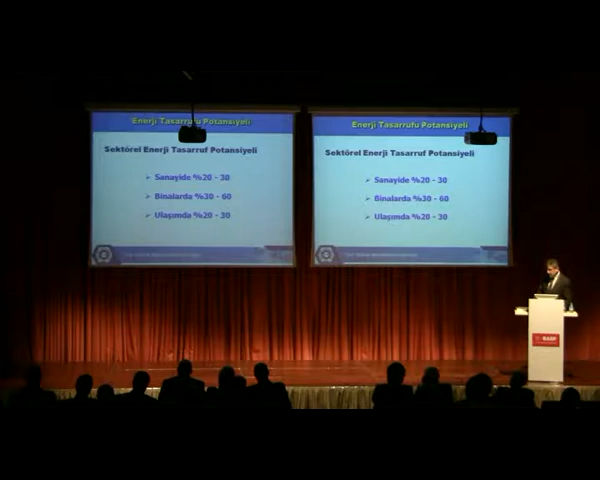 Enerji Tasarrufu Potansiyeli
Sektörel Enerji Tasarruf Potansiyeli
➢ Sanayide %20 - 30
➢ Binalarda %30 - 60
➢ Ulaşımda %20 - 30
Enerji Tasarrufu Potansiyeli
Sektörel Enerji Tasarruf Potansiyeli
➢ Sanayide %20 - 30
➢ Binalarda %30 - 60
➢ Ulaşımda %20 - 30
BASF